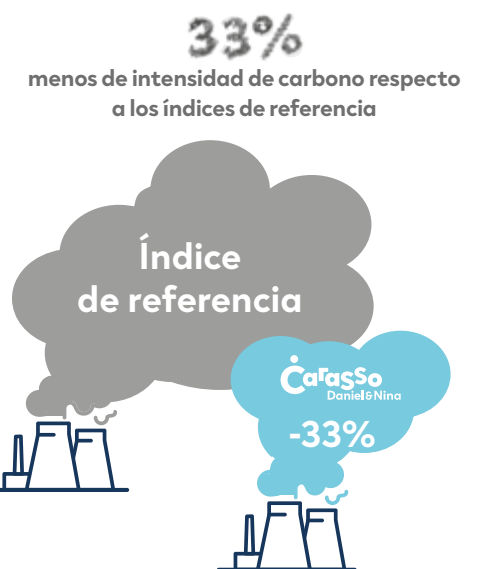 33%
menos de intensidad de carbono respecto
a los índices de referencia
Índice
de referencia
Carasso
Daniel&Nina
-33%